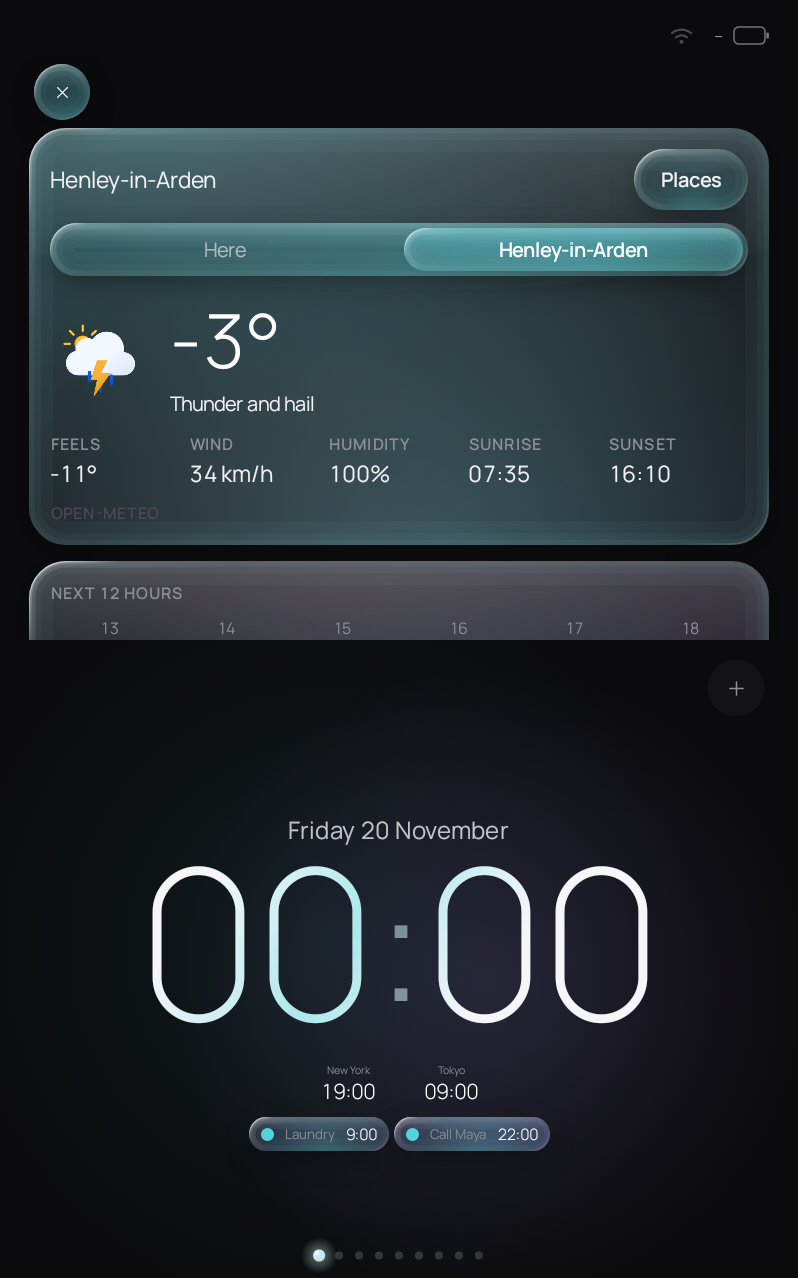 –
Henley-in-Arden
Places
Here
Henley-in-Arden
-3°
Thunder and hail
FEELS WIND HUMIDITY SUNRISE SUNSET
-11° 34 km/h 100% 07:35 16:10
OPEN-METEO
NEXT 12 HOURS
13 14 15 16 17 18
+
Friday 20 November
00:00
New York Tokyo
19:00 09:00
Laundry 9:00 Call Maya 22:00